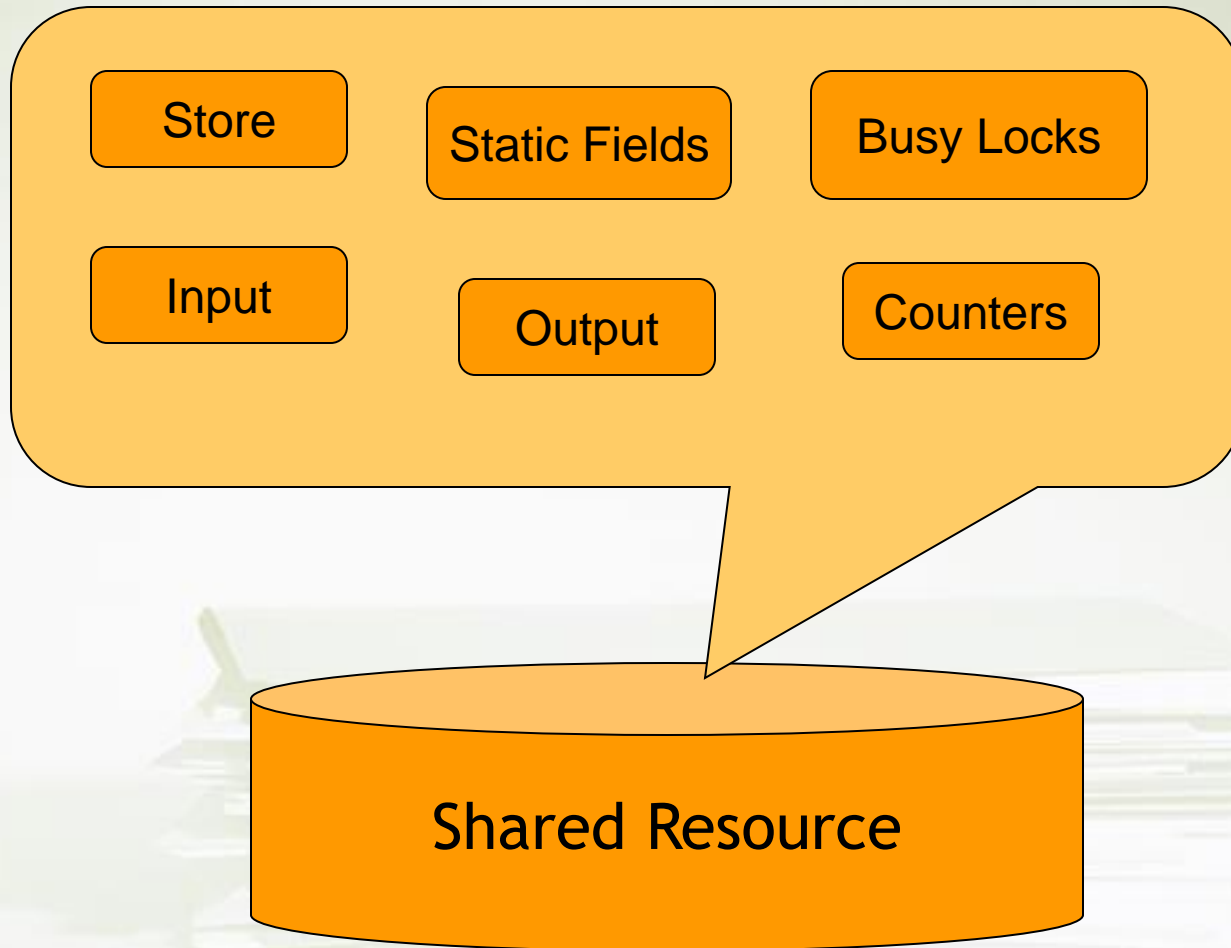 Store
Static Fields
Busy Locks
Input
Output
Counters
Shared Resource